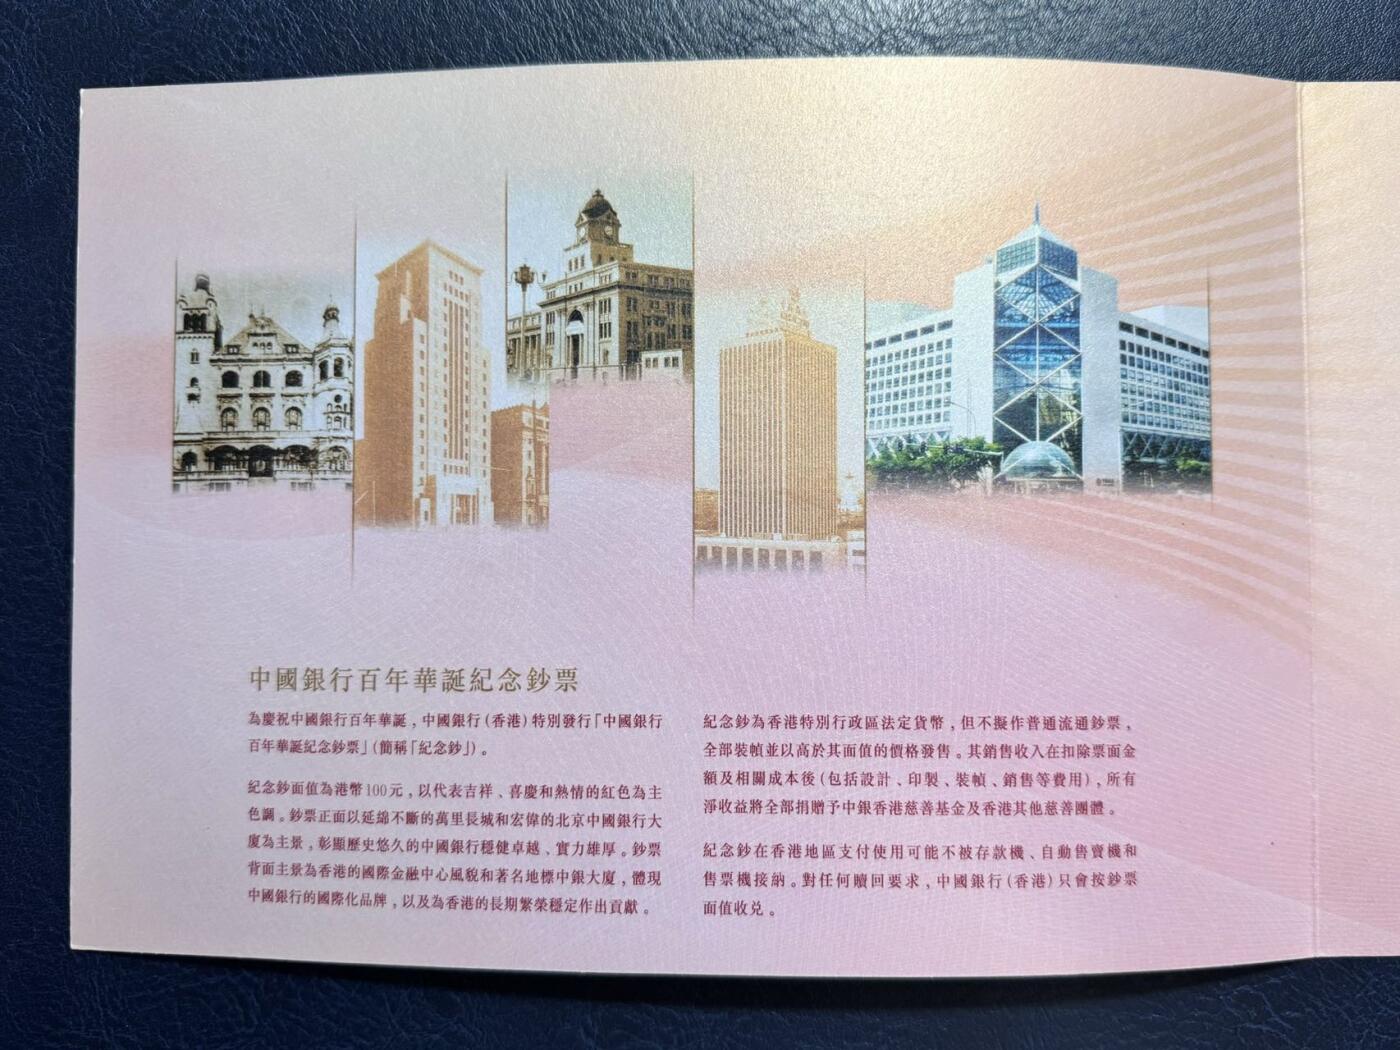 中國銀行百年華誕紀念鈔票
為慶祝中國銀行百年華誕，中國銀行(香港)特別發行「中國銀行
百年華誕紀念鈔票」(簡稱「紀念鈔」)。
紀念鈔面值為港幣100元，以代表吉祥、喜慶和熱情的紅色為主
色調。鈔票正面以延綿不斷的萬里長城和宏偉的北京中國銀行大
廈為主景，彰顯歷史悠久的中國銀行穩健卓越、實力雄厚。鈔票
背面主景為香港的國際金融中心風貌和著名地標中銀大廈，體現
中國銀行的國際化品牌，以及為香港的長期繁榮穩定作出貢獻。
紀念鈔為香港特別行政區法定貨幣，但不擬作普通流通鈔票，
全部裝幀並以高於其面值的價格發售。其銷售收入在扣除票面金
額及相關成本後(包括設計、印製、裝幀、銷售等費用)，所有
淨收益將全部捐贈予中銀香港慈善基金及香港其他慈善團體。
紀念鈔在香港地區支付使用可能不被存款機、自動售賣機和
售票機接納。對任何贖回要求，中國銀行(香港)只會按鈔票
面值收兌。